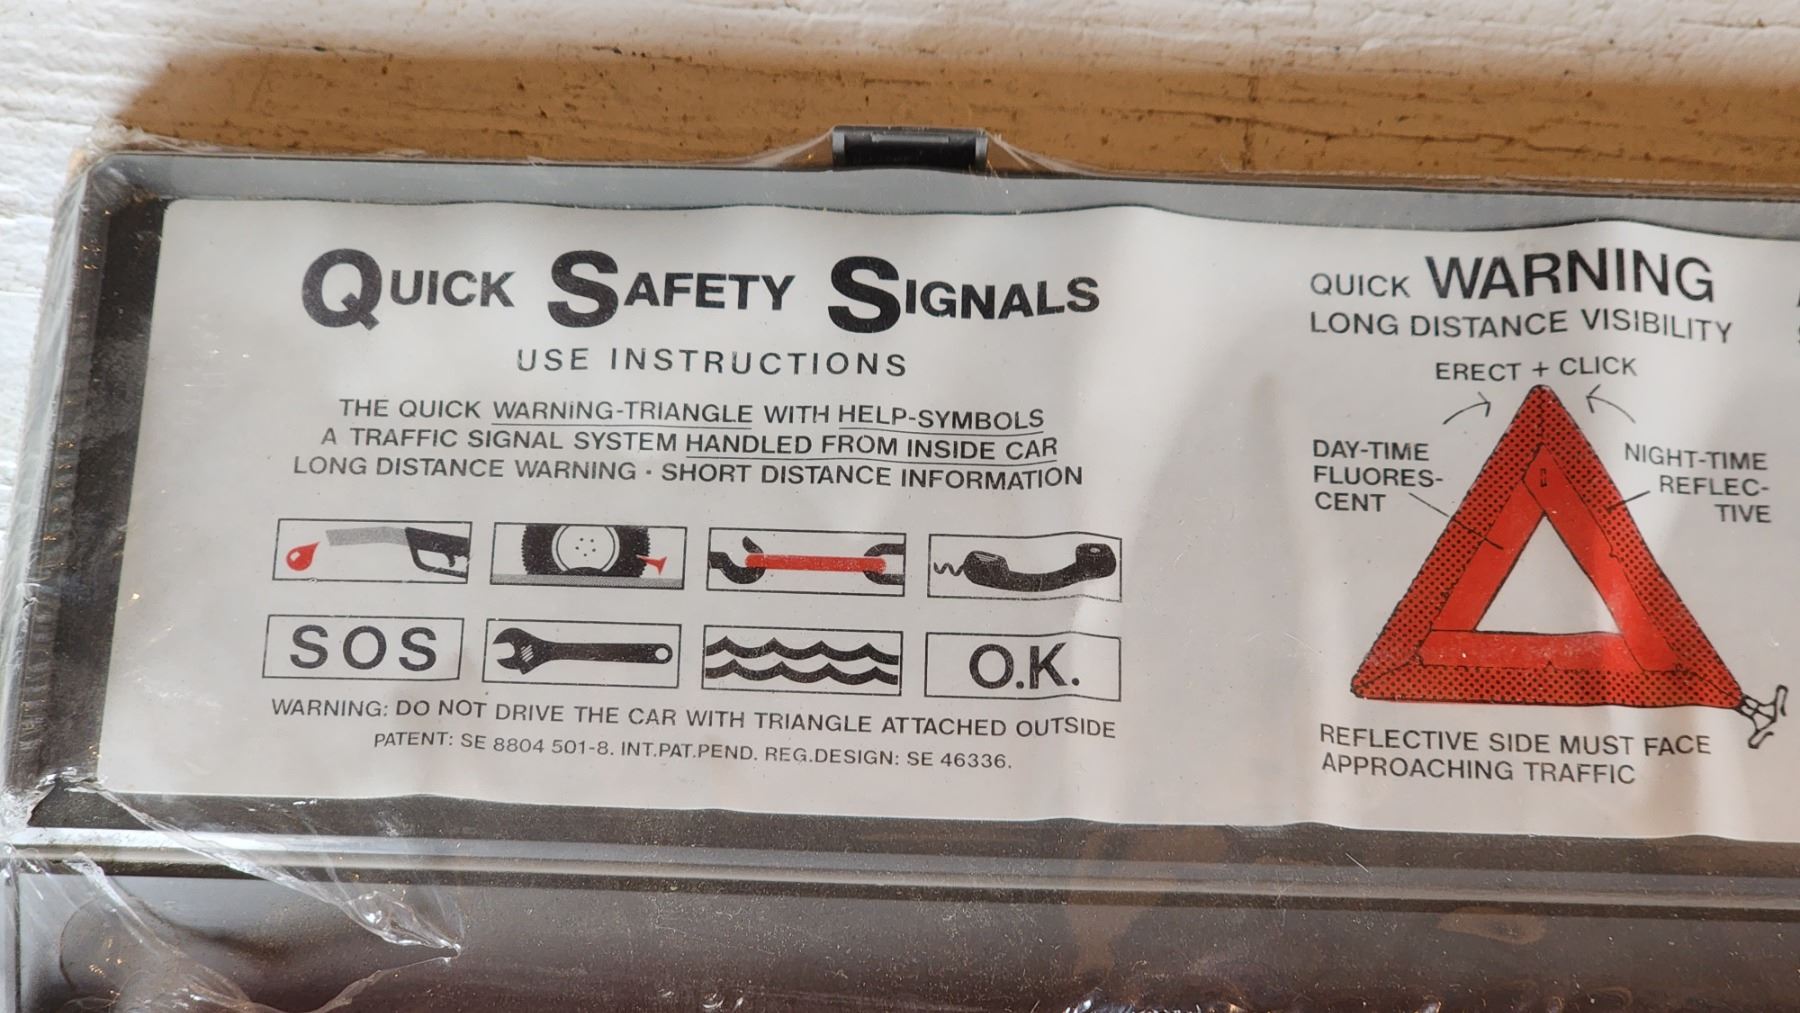 QUICK SAFETY SIGNALS
USE INSTRUCTIONS
THE QUICK WARNING-TRIANGLE WITH HELP-SYMBOLS
A TRAFFIC SIGNAL SYSTEM HANDLED FROM INSIDE CAR
LONG DISTANCE WARNING · SHORT DISTANCE INFORMATION
SOS
O.K.
WARNING: DO NOT DRIVE THE CAR WITH TRIANGLE ATTACHED OUTSIDE
PATENT: SE 8804 501-8. INT.PAT.PEND. REG.DESIGN: SE 46336.
QUICK WARNING
LONG DISTANCE VISIBILITY
ERECT + CLICK
DAY-TIME
FLUORES-
CENT
NIGHT-TIME
REFLEC-
TIVE
REFLECTIVE SIDE MUST FACE
APPROACHING TRAFFIC